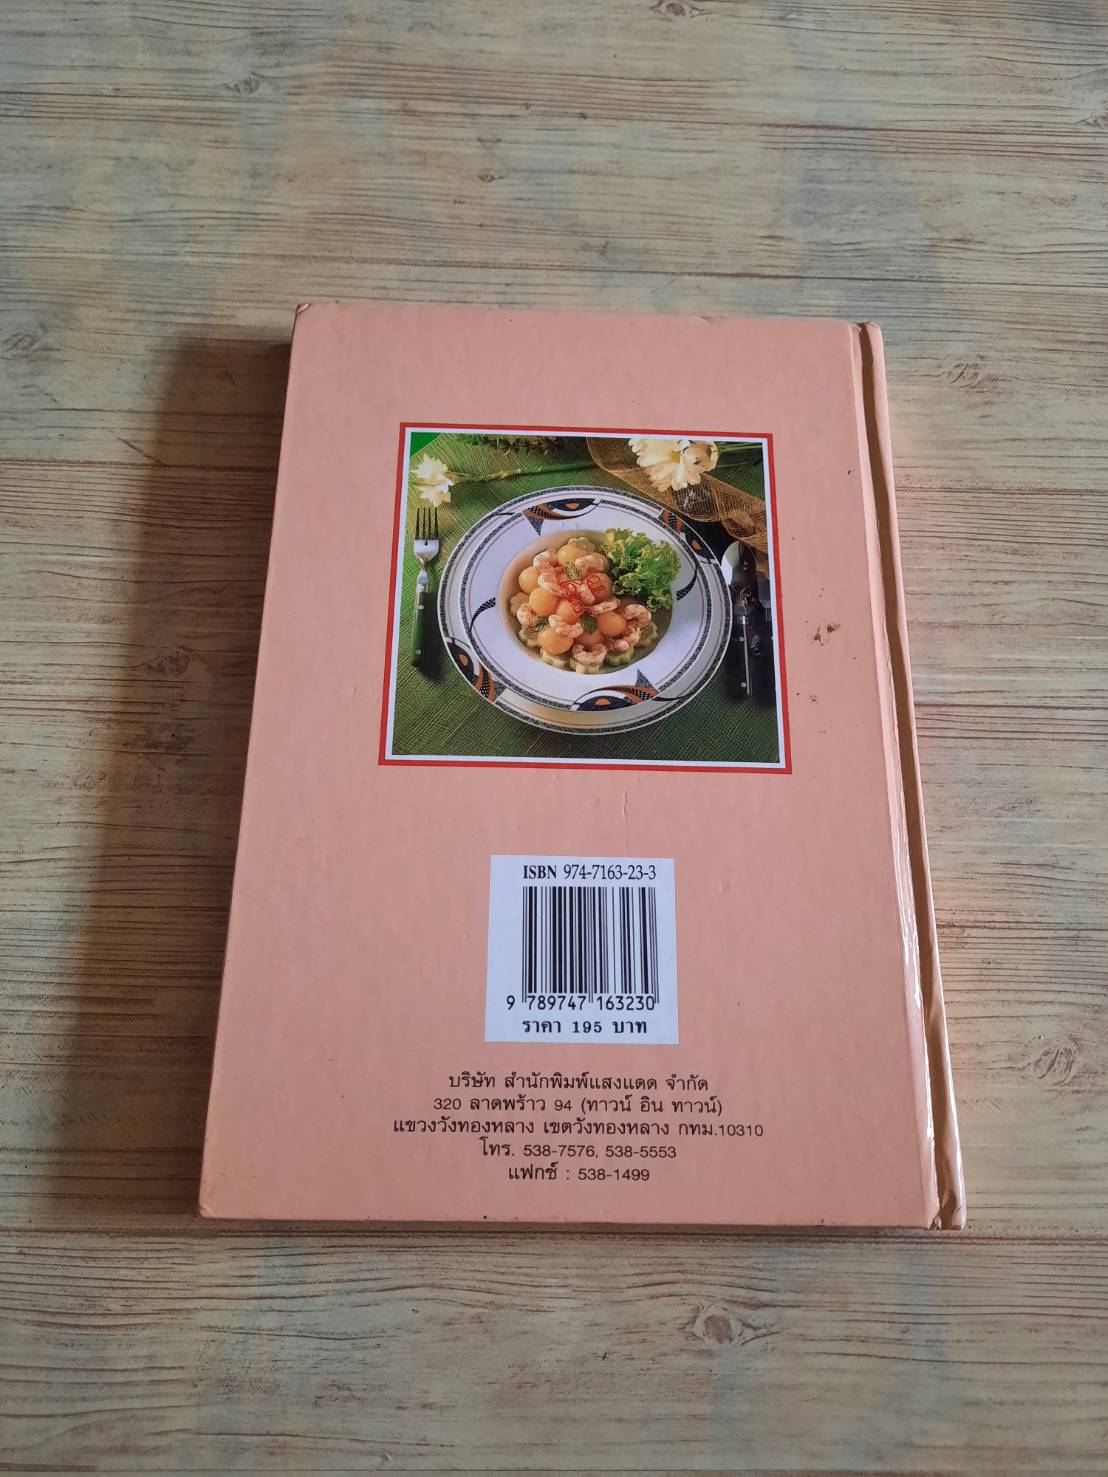 ISBN 974-7163-23-3
9 789747 163230
ราคา 195 บาท
บริษัท สำนักพิมพ์แสงแดด จำกัด
320 ลาดพร้าว 94 (ทาวน์ อิน ทาวน์)
แขวงวังทองหลาง เขตวังทองหลาง กทม.10310
โทร. 538-7576, 538-5553
แฟกซ์ : 538-1499